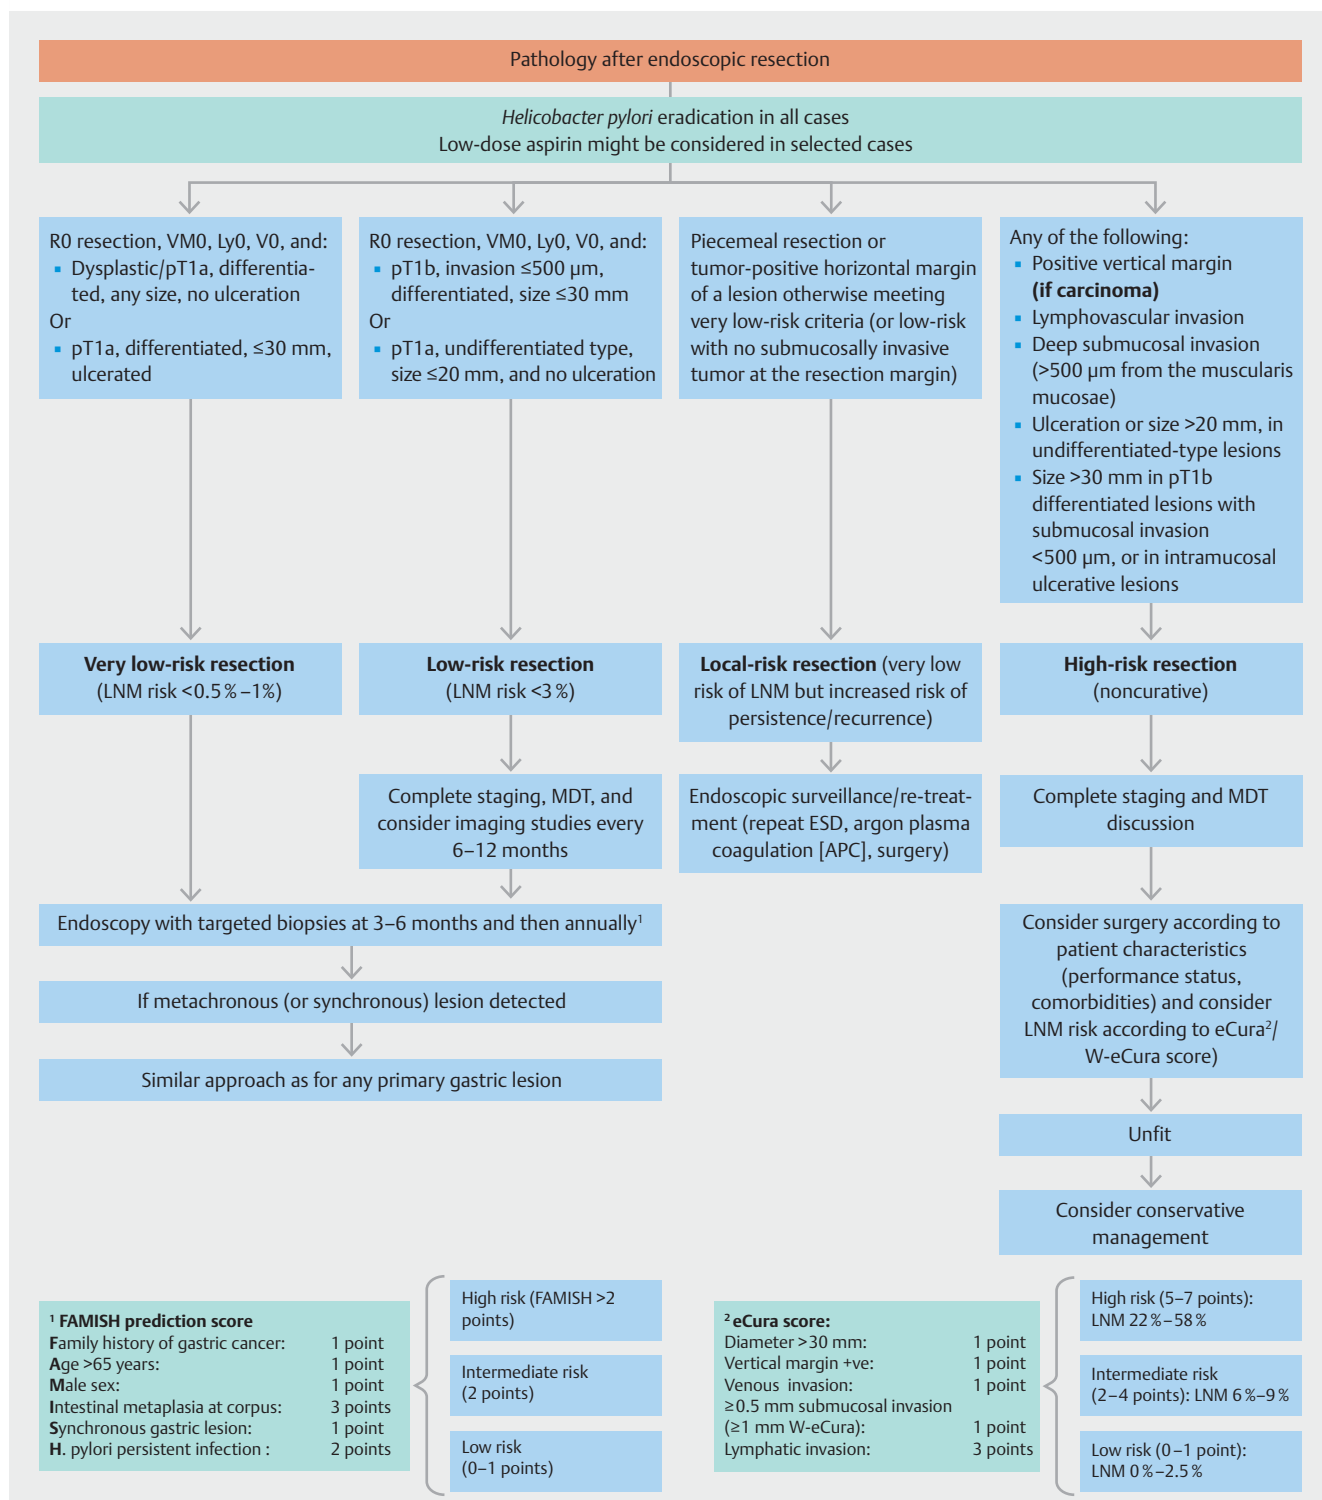 Pathology after endoscopic resection
Helicobacter pylori eradication in all cases
Low-dose aspirin might be considered in selected cases
R0 resection, VM0, Ly0, V0, and:
▪ Dysplastic/pT1a, differentia-
ted, any size, no ulceration
Or
▪ pT1a, differentiated, ≤30 mm,
ulcerated
R0 resection, VM0, Ly0, V0, and:
▪ pT1b, invasion ≤500 µm,
differentiated, size ≤30 mm
Or
▪ pT1a, undifferentiated type,
size ≤20 mm, and no ulceration
Piecemeal resection or
tumor-positive horizontal margin
of a lesion otherwise meeting
very low-risk criteria (or low-risk
with no submucosally invasive
tumor at the resection margin)
Any of the following:
▪ Positive vertical margin
(if carcinoma)
▪ Lymphovascular invasion
▪ Deep submucosal invasion
(>500 µm from the muscularis
mucosae)
▪ Ulceration or size >20 mm, in
undifferentiated-type lesions
▪ Size >30 mm in pT1b
differentiated lesions with
submucosal invasion
<500 µm, or in intramucosal
ulcerative lesions
Very low-risk resection
(LNM risk <0.5%–1%)
Low-risk resection
(LNM risk <3%)
Local-risk resection (very low
risk of LNM but increased risk of
persistence/recurrence)
High-risk resection
(noncurative)
Complete staging, MDT, and
consider imaging studies every
6–12 months
Endoscopic surveillance/re-treat-
ment (repeat ESD, argon plasma
coagulation [APC], surgery)
Complete staging and MDT
discussion
Endoscopy with targeted biopsies at 3–6 months and then annually¹
If metachronous (or synchronous) lesion detected
Similar approach as for any primary gastric lesion
Consider surgery according to
patient characteristics
(performance status,
comorbidities) and consider
LNM risk according to eCura²/
W-eCura score)
Unfit
Consider conservative
management
¹ FAMISH prediction score
Family history of gastric cancer: 1 point
Age >65 years: 1 point
Male sex: 1 point
Intestinal metaplasia at corpus: 3 points
Synchronous gastric lesion: 1 point
H. pylori persistent infection : 2 points
High risk (FAMISH >2
points)
Intermediate risk
(2 points)
Low risk
(0–1 points)
² eCura score:
Diameter >30 mm: 1 point
Vertical margin +ve: 1 point
Venous invasion: 1 point
≥0.5 mm submucosal invasion
(≥1 mm W-eCura): 1 point
Lymphatic invasion: 3 points
High risk (5–7 points):
LNM 22%–58%
Intermediate risk
(2–4 points): LNM 6%–9%
Low risk (0–1 point):
LNM 0%–2.5%